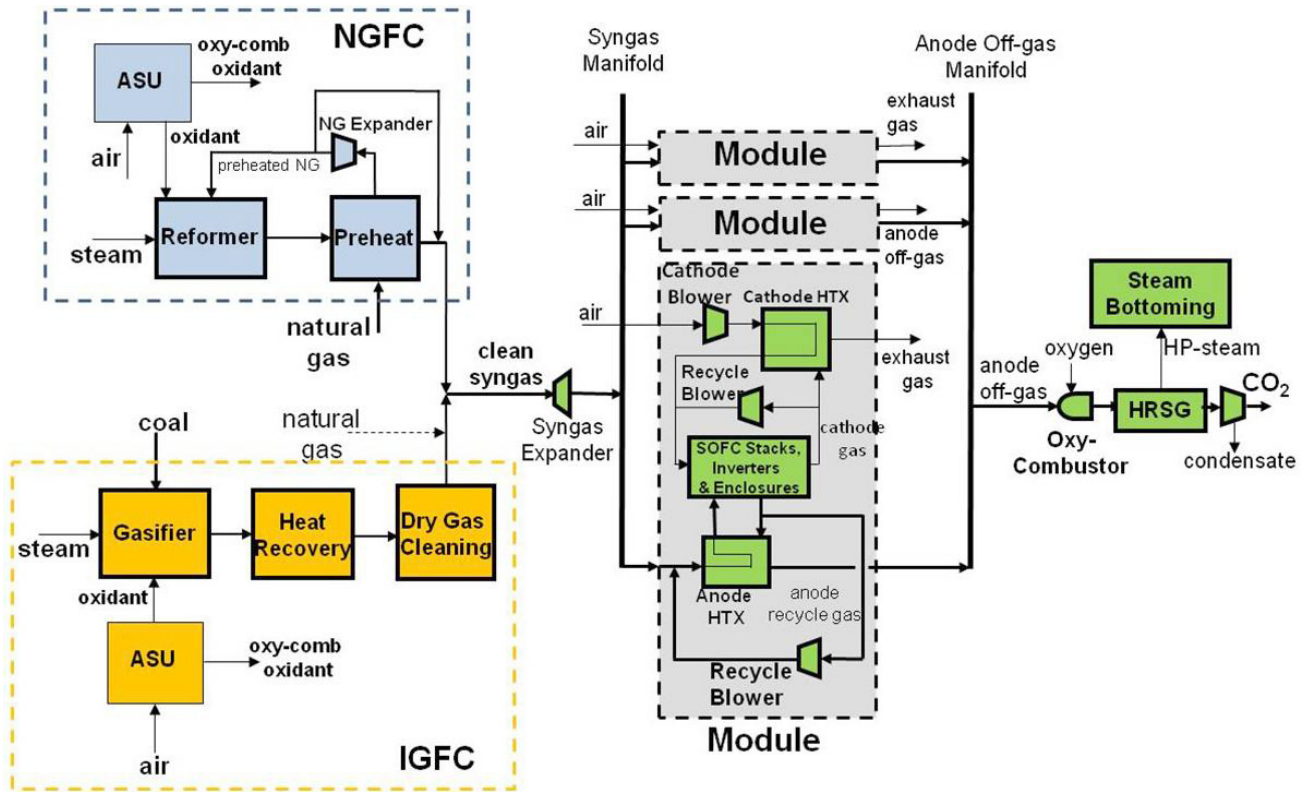 NGFC
ASU
oxy-comb
oxidant
air
oxidant
NG Expander
preheated NG
steam
Reformer
Preheat
natural
gas
clean
syngas
Syngas
Expander
coal
natural
gas
steam
Gasifier
Heat
Recovery
Dry Gas
Cleaning
oxidant
ASU
oxy-comb
oxidant
air
IGFC
Syngas
Manifold
Anode Off-gas
Manifold
air
Module
exhaust
gas
air
Module
anode
off-gas
Cathode
Blower
Cathode HTX
air
exhaust
gas
Recycle
Blower
cathode
gas
SOFC Stacks,
Inverters
& Enclosures
Anode
HTX
anode
recycle gas
Recycle
Blower
Module
anode
off-gas
oxygen
Oxy-
Combustor
Steam
Bottoming
HP-steam
HRSG
CO2
condensate